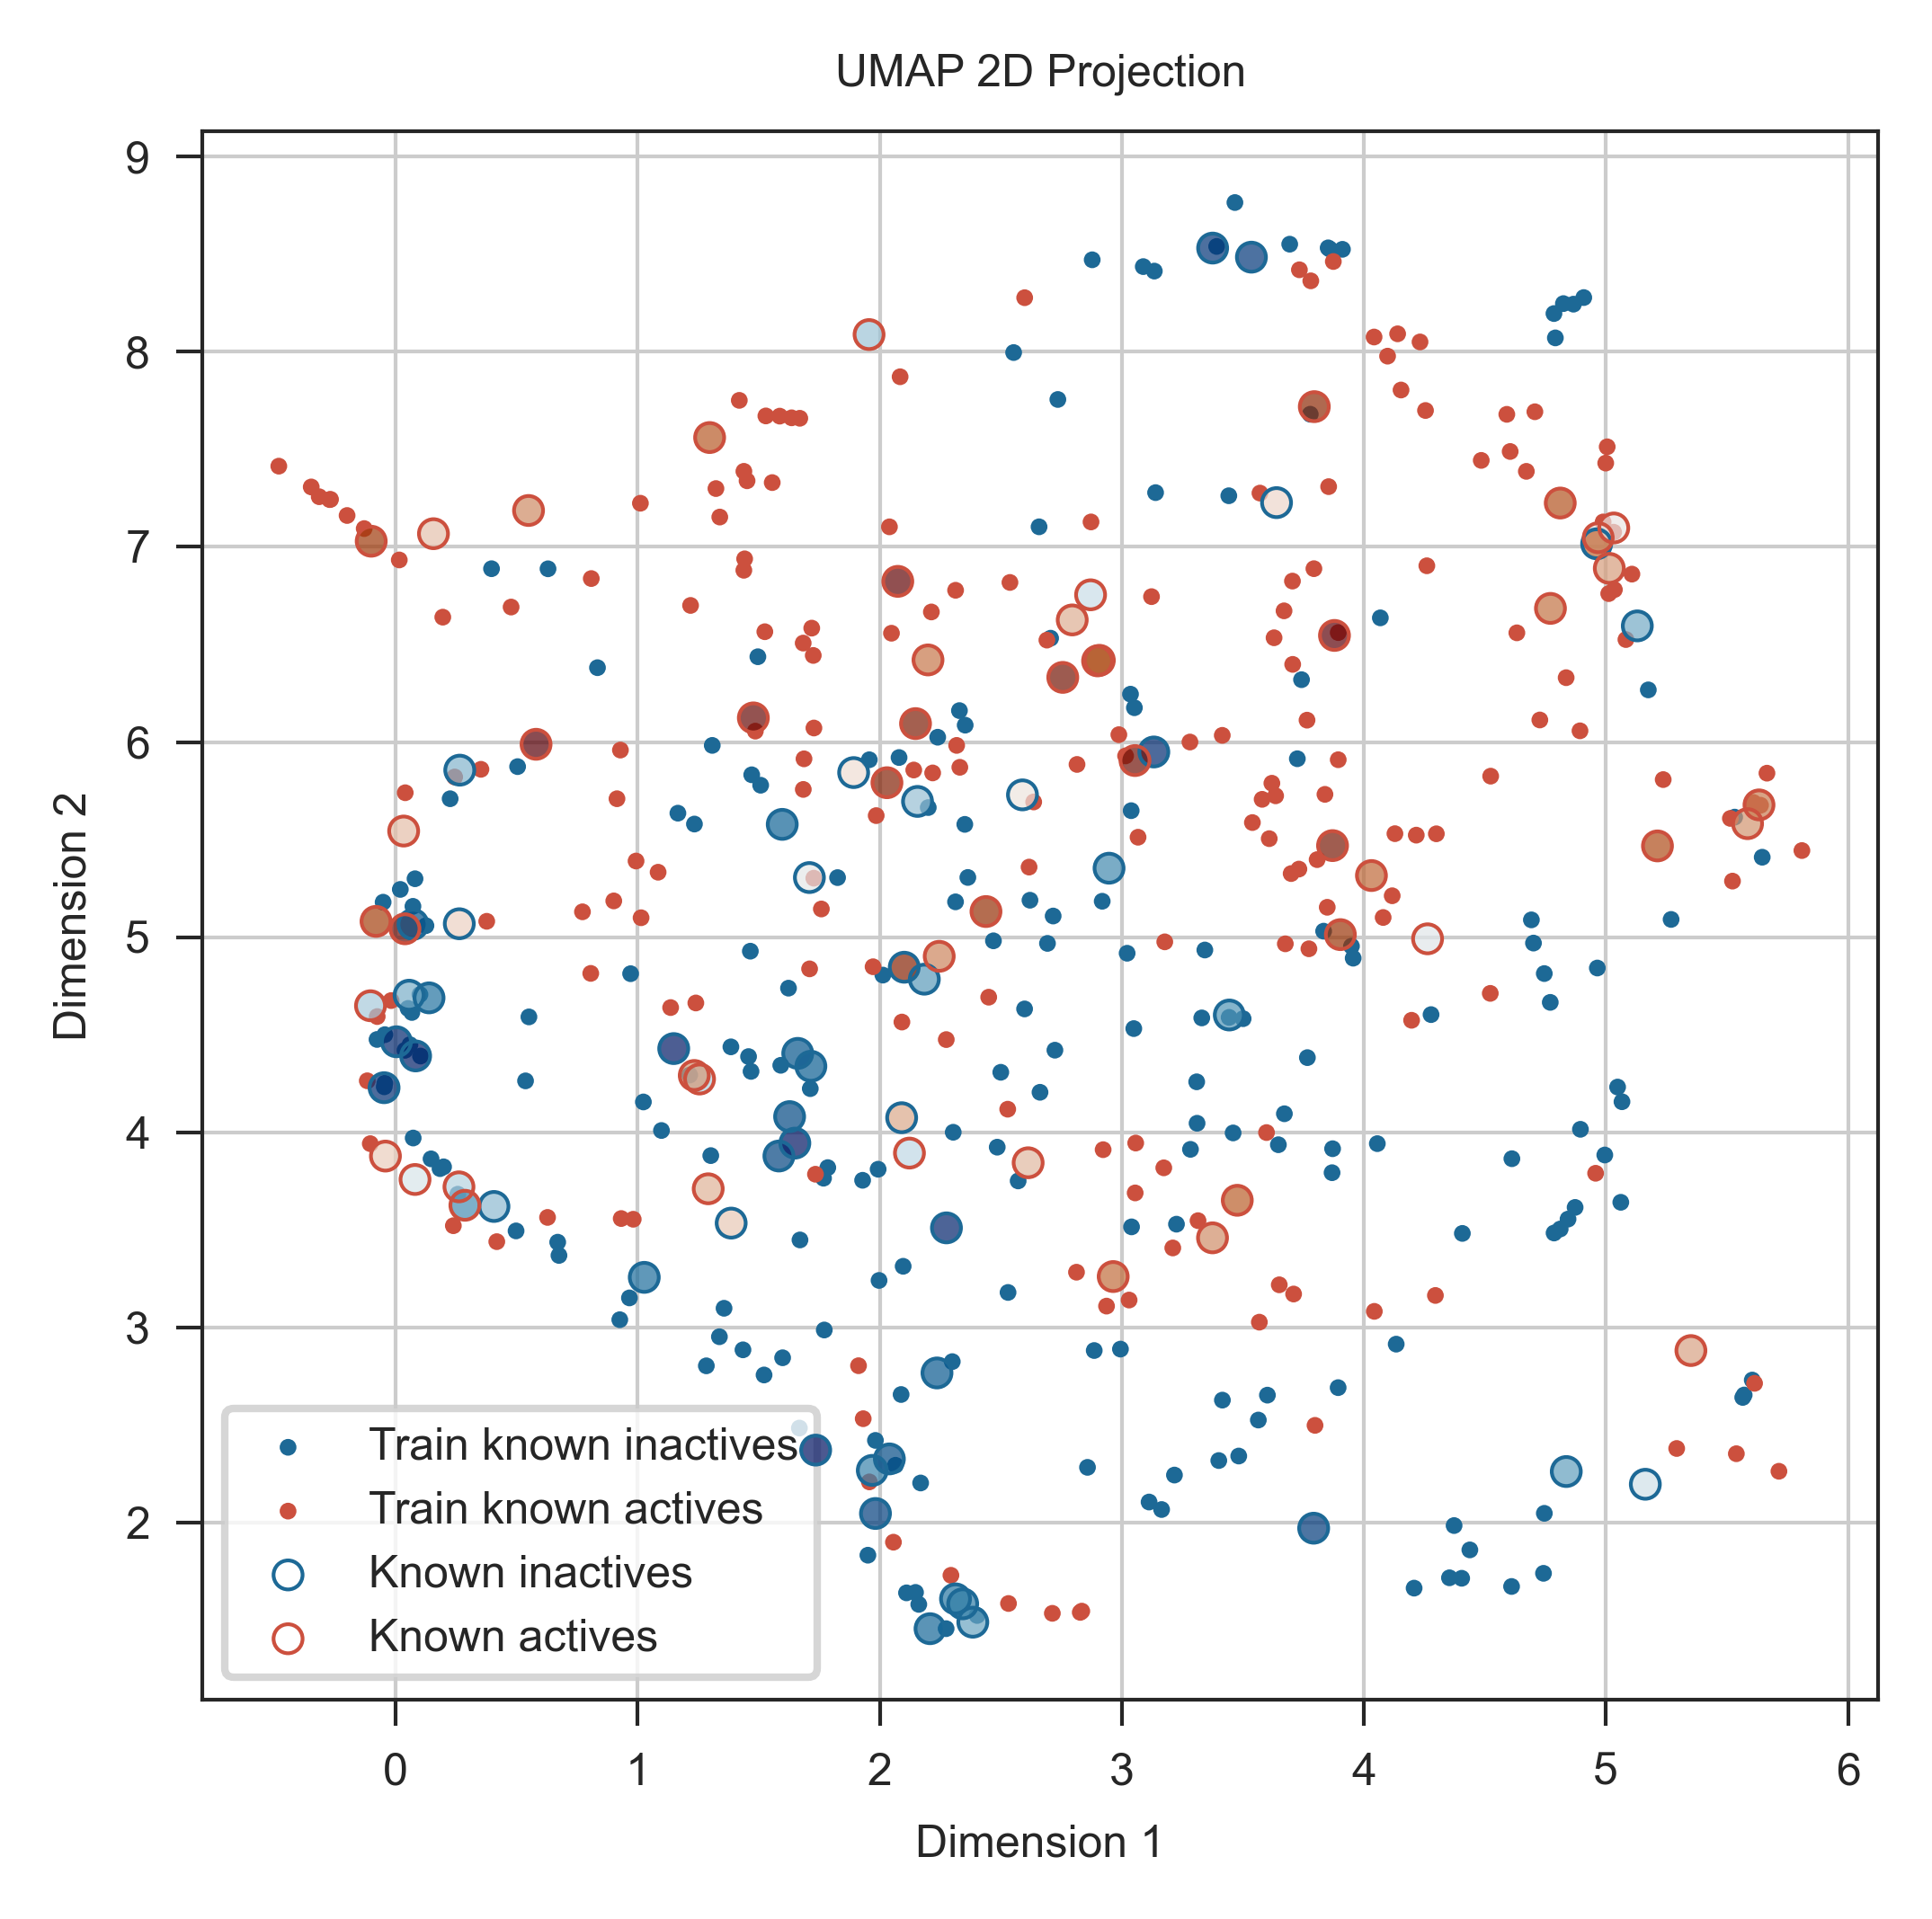 UMAP 2D Projection
9
8
7
6
5
4
3
2
Dimension 2
Train known inactives
Train known actives
Known inactives
Known actives
0 1 2 3 4 5 6
Dimension 1